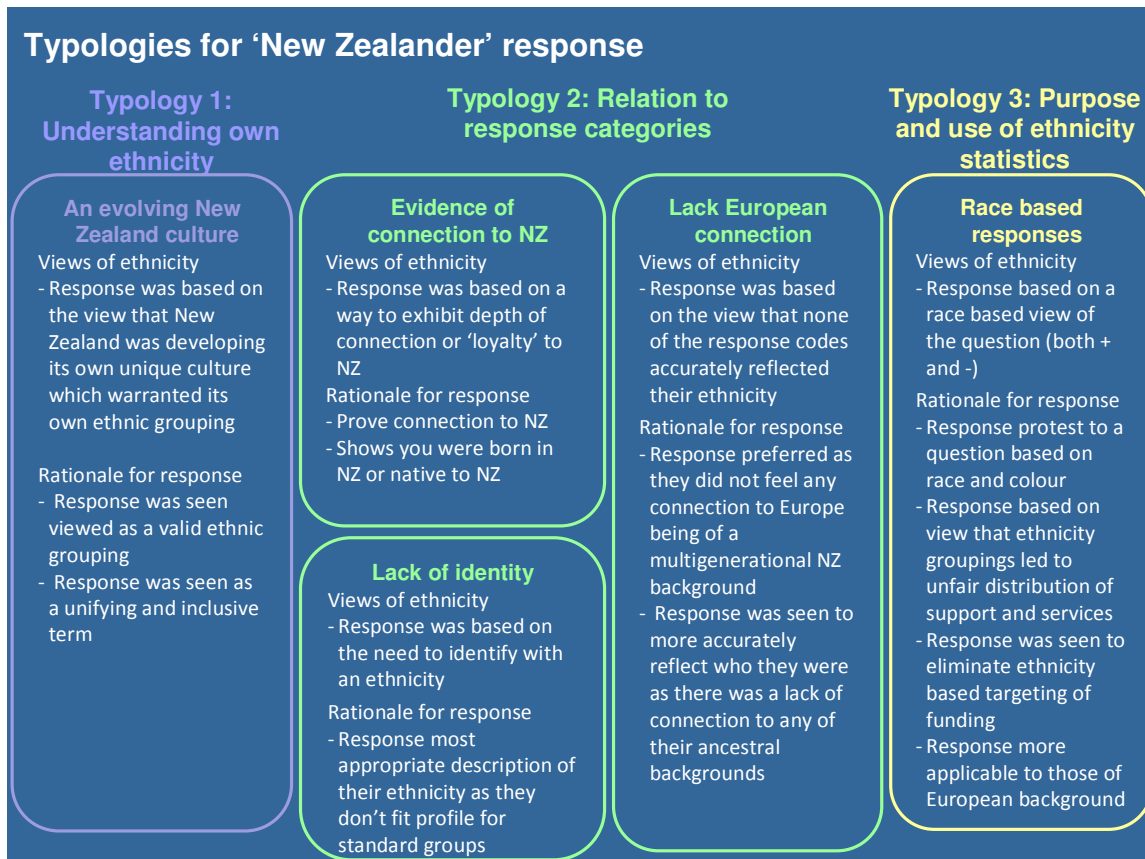 Typologies for ‘New Zealander’ response
Typology 1:
Understanding own
ethnicity
An evolving New
Zealand culture
Views of ethnicity
- Response was based on
the view that New
Zealand was developing
its own unique culture
which warranted its
own ethnic grouping
Rationale for response
- Response was seen
viewed as a valid ethnic
grouping
- Response was seen as
a unifying and inclusive
term
Typology 2: Relation to
response categories
Evidence of
connection to NZ
Views of ethnicity
- Response was based on a
way to exhibit depth of
connection or ‘loyalty’ to
NZ
Rationale for response
- Prove connection to NZ
- Shows you were born in
NZ or native to NZ
Lack of identity
Views of ethnicity
- Response was based on
the need to identify with
an ethnicity
Rationale for response
- Response most
appropriate description of
their ethnicity as they
don’t fit profile for
standard groups
Lack European
connection
Views of ethnicity
- Response was based
on the view that none
of the response codes
accurately reflected
their ethnicity
Rationale for response
- Response preferred as
they did not feel any
connection to Europe
being of a
multigenerational NZ
background
- Response was seen to
more accurately
reflect who they were
as there was a lack of
connection to any of
their ancestral
backgrounds
Typology 3: Purpose
and use of ethnicity
statistics
Race based
responses
Views of ethnicity
- Response based on a
race based view of
the question (both +
and -)
Rationale for response
- Response protest to a
question based on
race and colour
- Response based on
view that ethnicity
groupings led to
unfair distribution of
support and services
- Response was seen to
eliminate ethnicity
based targeting of
funding
- Response more
applicable to those of
European background